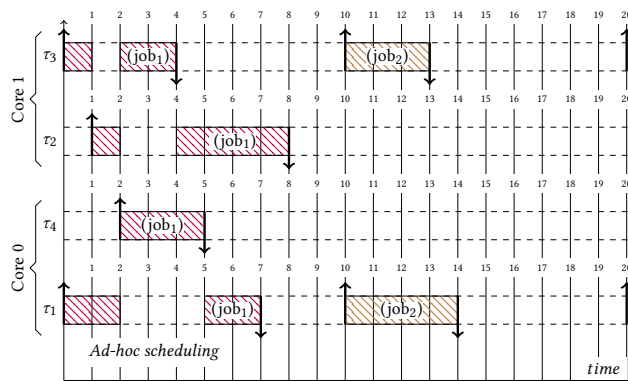 1 2 3 4 5 6 7 8 9 10 11 12 13 14 15 16 17 18 19 20
τ3 (job1) (job2)
Core 1
1 2 3 4 5 6 7 8 9 10 11 12 13 14 15 16 17 18 19 20
τ2 (job1)
1 2 3 4 5 6 7 8 9 10 11 12 13 14 15 16 17 18 19 20
τ4 (job1)
Core 0
1 2 3 4 5 6 7 8 9 10 11 12 13 14 15 16 17 18 19 20
τ1 (job1) (job2)
Ad-hoc scheduling
time